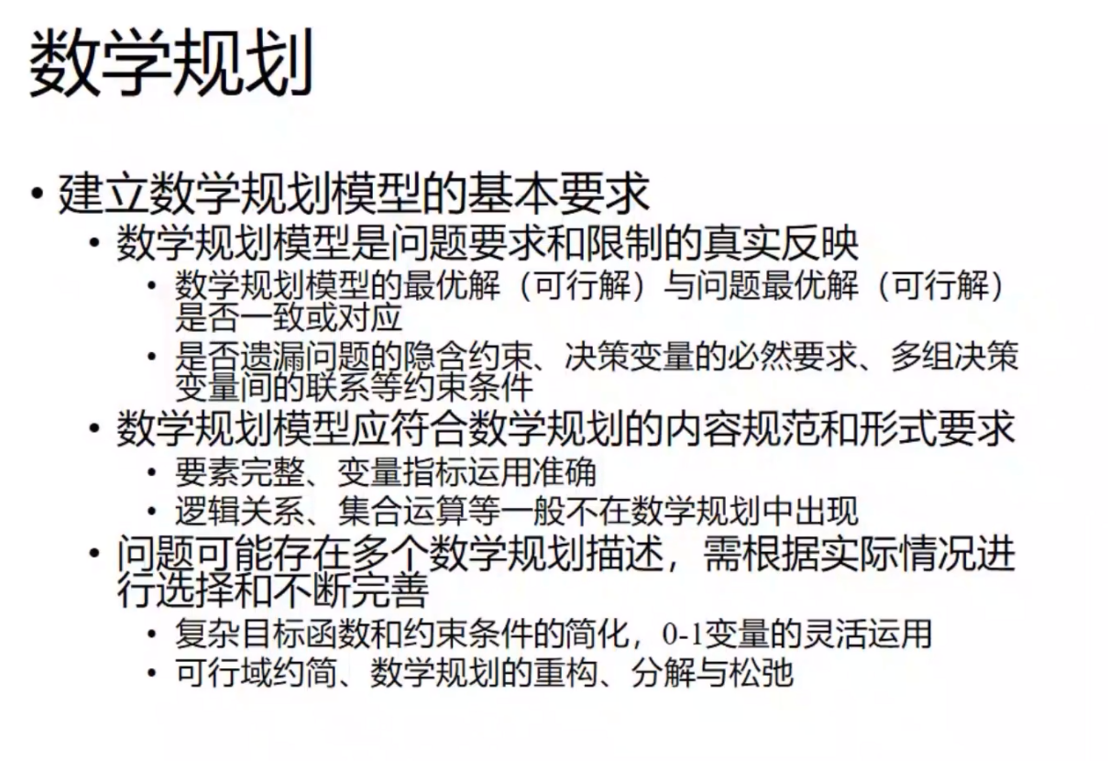 数学规划
• 建立数学规划模型的基本要求
• 数学规划模型是问题要求和限制的真实反映
• 数学规划模型的最优解（可行解）与问题最优解（可行解）
是否一致或对应
• 是否遗漏问题的隐含约束、决策变量的必然要求、多组决策
变量间的联系等约束条件
• 数学规划模型应符合数学规划的内容规范和形式要求
• 要素完整、变量指标运用准确
• 逻辑关系、集合运算等一般不在数学规划中出现
• 问题可能存在多个数学规划描述，需根据实际情况进
行选择和不断完善
• 复杂目标函数和约束条件的简化，0-1变量的灵活运用
• 可行域约简、数学规划的重构、分解与松弛